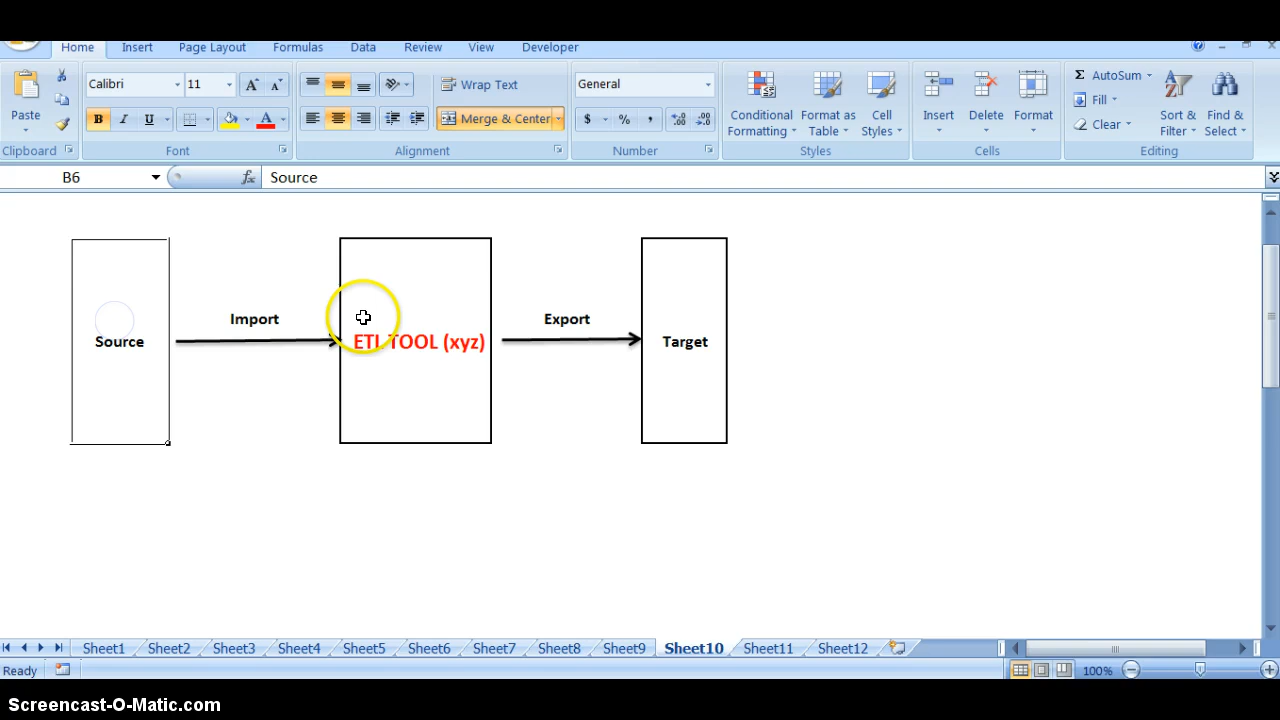 Home Insert Page Layout Formulas Data Review View Developer
Calibri 11 Wrap Text General AutoSum
Paste B I U A Merge & Center $ % , Conditional Formatting Format as Table Cell Styles Insert Delete Format Fill Clear Sort & Filter Find & Select
Clipboard Font Alignment Number Styles Cells Editing
B6 fx Source
Import Export
Source ETL TOOL (xyz) Target
Sheet1 Sheet2 Sheet3 Sheet4 Sheet5 Sheet6 Sheet7 Sheet8 Sheet9 Sheet10 Sheet11 Sheet12
Ready 100%
Screencast-O-Matic.com